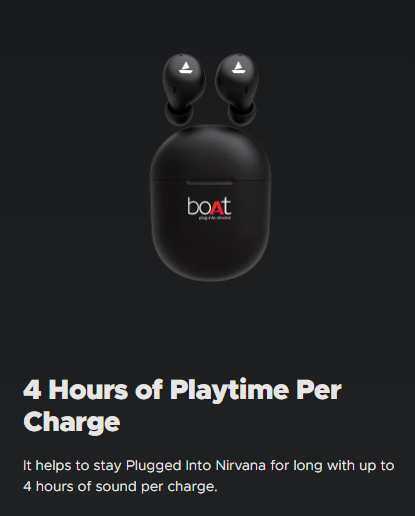 boAt
plug into nirvana
4 Hours of Playtime Per
Charge
It helps to stay Plugged Into Nirvana for long with up to
4 hours of sound per charge.